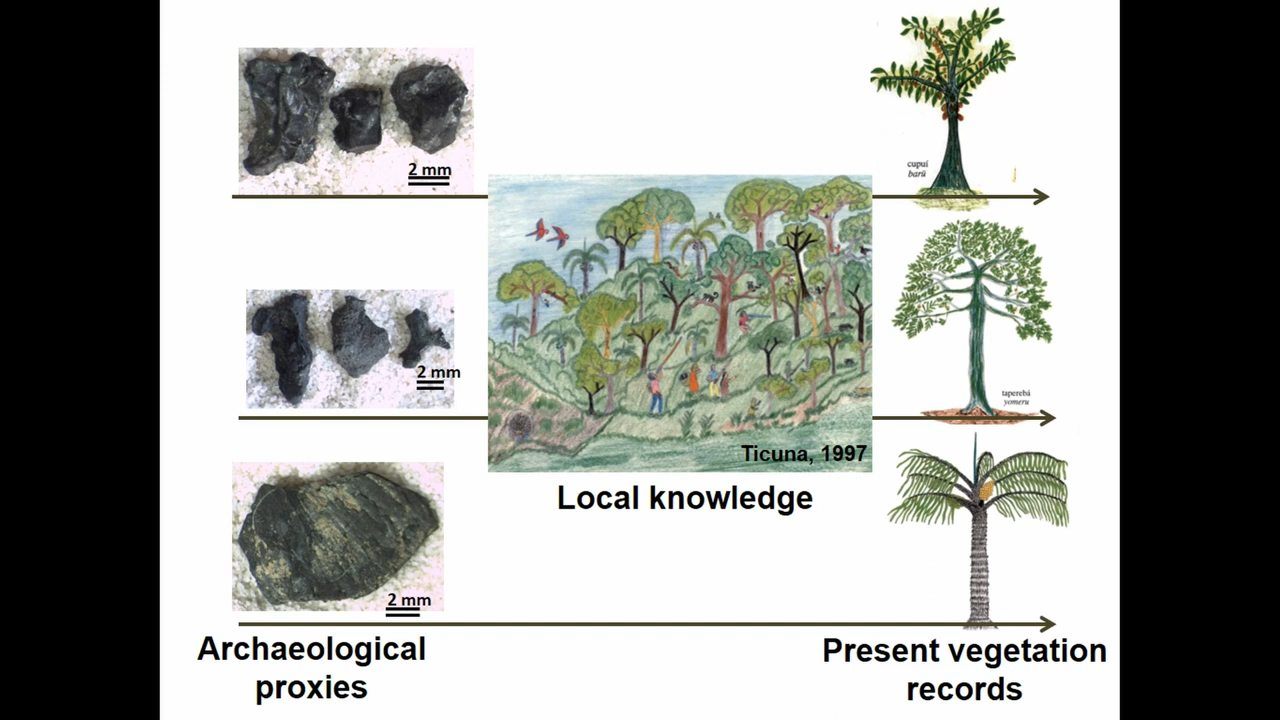 2 mm
cupuí
barü
2 mm
taperebá
yomeru
Ticuna, 1997
Local knowledge
2 mm
Archaeological
proxies
Present vegetation
records